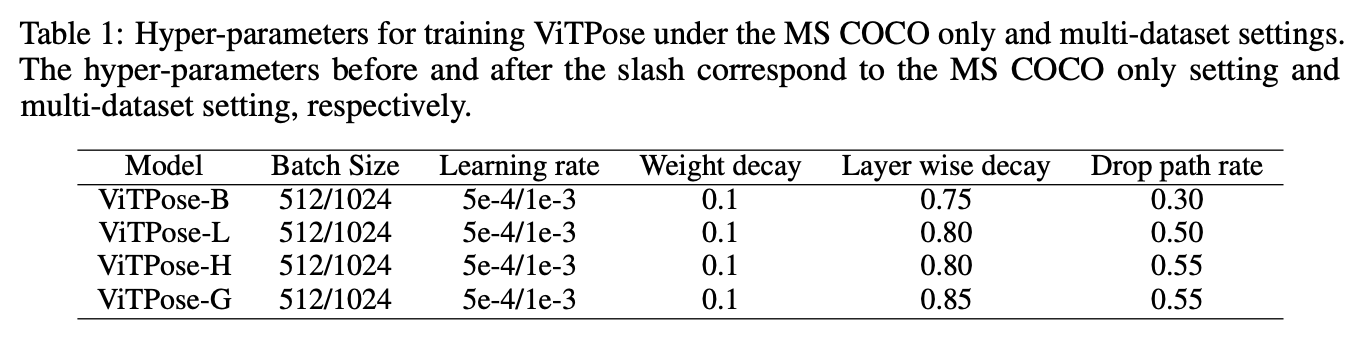 Table 1: Hyper-parameters for training ViTPose under the MS COCO only and multi-dataset settings.
The hyper-parameters before and after the slash correspond to the MS COCO only setting and
multi-dataset setting, respectively.
Model Batch Size Learning rate Weight decay Layer wise decay Drop path rate
ViTPose-B 512/1024 5e-4/1e-3 0.1 0.75 0.30
ViTPose-L 512/1024 5e-4/1e-3 0.1 0.80 0.50
ViTPose-H 512/1024 5e-4/1e-3 0.1 0.80 0.55
ViTPose-G 512/1024 5e-4/1e-3 0.1 0.85 0.55